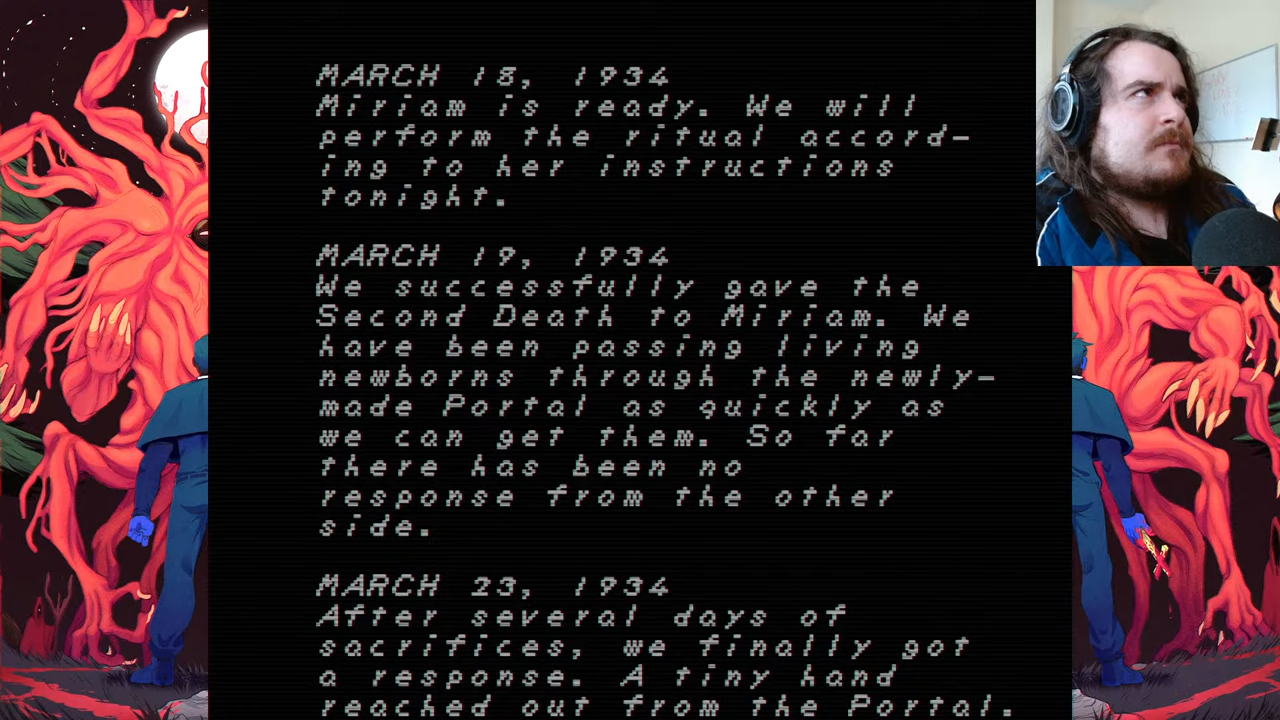 MARCH 18, 1934
Miriam is ready. We will
perform the ritual accord-
ing to her instructions
tonight.
MARCH 19, 1934
We successfully gave the
Second Death to Miriam. We
have been passing living
newborns through the newly-
made Portal as quickly as
we can get them. So far
there has been no
response from the other
side.
MARCH 23, 1934
After several days of
sacrifices, we finally got
a response. A tiny hand
reached out from the Portal.